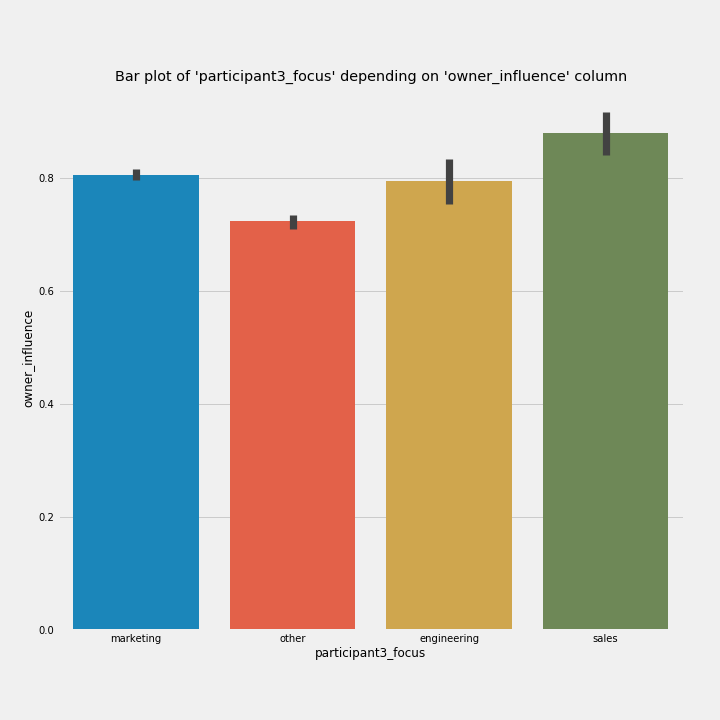 Bar plot of 'participant3_focus' depending on 'owner_influence' column
owner_influence
0.8
0.6
0.4
0.2
0.0
marketing other engineering sales
participant3_focus